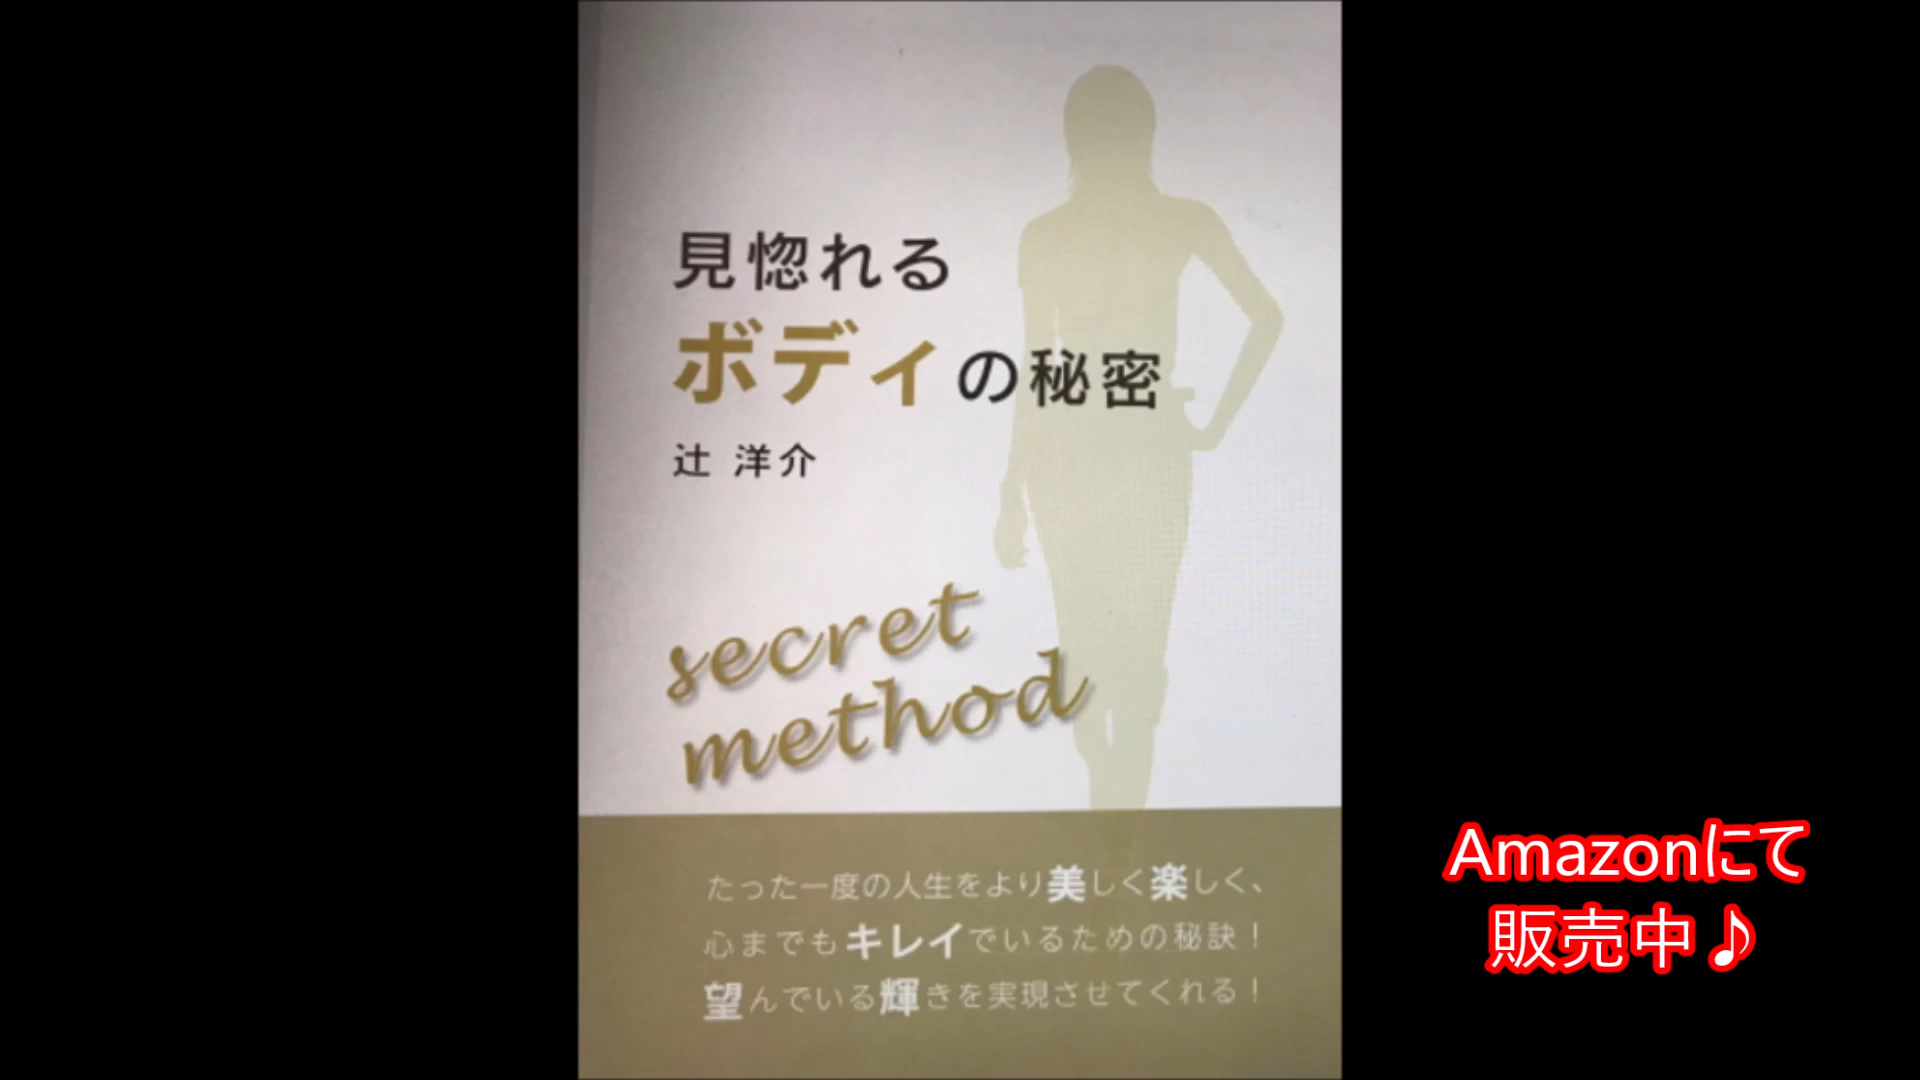 見惚れる
ボディの秘密
辻 洋介
secret
method
たった一度の人生をより美しく楽しく、
心までもキレイでいるための秘訣！
望んでいる輝きを実現させてくれる！
Amazonにて
販売中♪